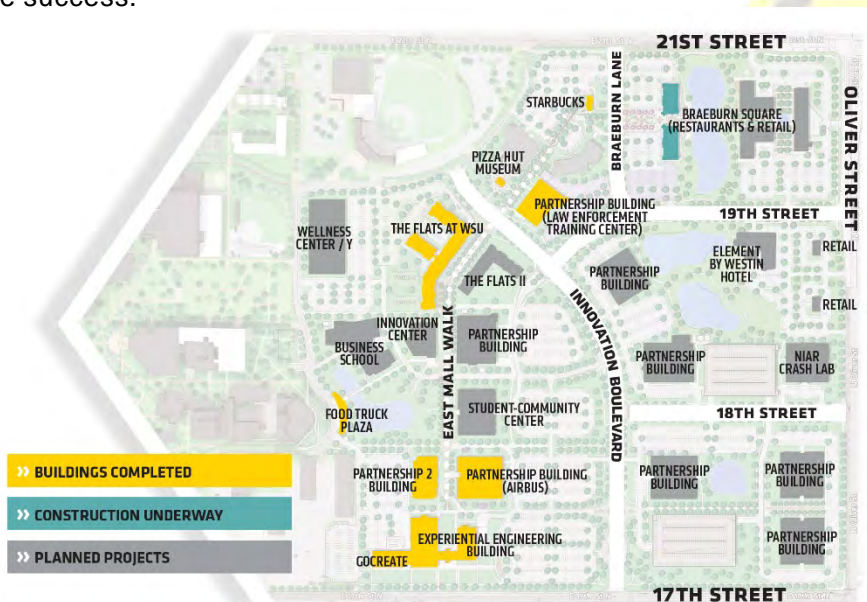 e success.
21ST STREET
BRAEBURN LANE
OLIVER STREET
STARBUCKS
BRAEBURN SQUARE
(RESTAURANTS & RETAIL)
PIZZA HUT
MUSEUM
PARTNERSHIP BUILDING
(LAW ENFORCEMENT
TRAINING CENTER)
19TH STREET
WELLNESS
CENTER / Y
THE FLATS AT WSU
THE FLATS II
PARTNERSHIP
BUILDING
ELEMENT
BY WESTIN
HOTEL
RETAIL
RETAIL
INNOVATION BOULEVARD
INNOVATION
CENTER
BUSINESS
SCHOOL
EAST MALL WALK
PARTNERSHIP
BUILDING
PARTNERSHIP
BUILDING
NIAR
CRASH LAB
FOOD TRUCK
PLAZA
STUDENT-COMMUNITY
CENTER
18TH STREET
PARTNERSHIP 2
BUILDING
PARTNERSHIP BUILDING
(AIRBUS)
PARTNERSHIP
BUILDING
PARTNERSHIP
BUILDING
EXPERIENTIAL ENGINEERING
BUILDING
GOCREATE
PARTNERSHIP
BUILDING
17TH STREET
>> BUILDINGS COMPLETED
>> CONSTRUCTION UNDERWAY
>> PLANNED PROJECTS